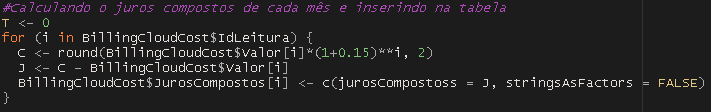 #Calculando o juros compostos de cada mês e inserindo na tabela
T <- 0
for (i in BillingCloudCost$IdLeitura) {
  C <- round(BillingCloudCost$Valor[i]*(1+0.15)**i, 2)
  J <- C - BillingCloudCost$Valor[i]
  BillingCloudCost$JurosCompostos[i] <- c(jurosCompostoss = J, stringsAsFactors = FALSE)
}